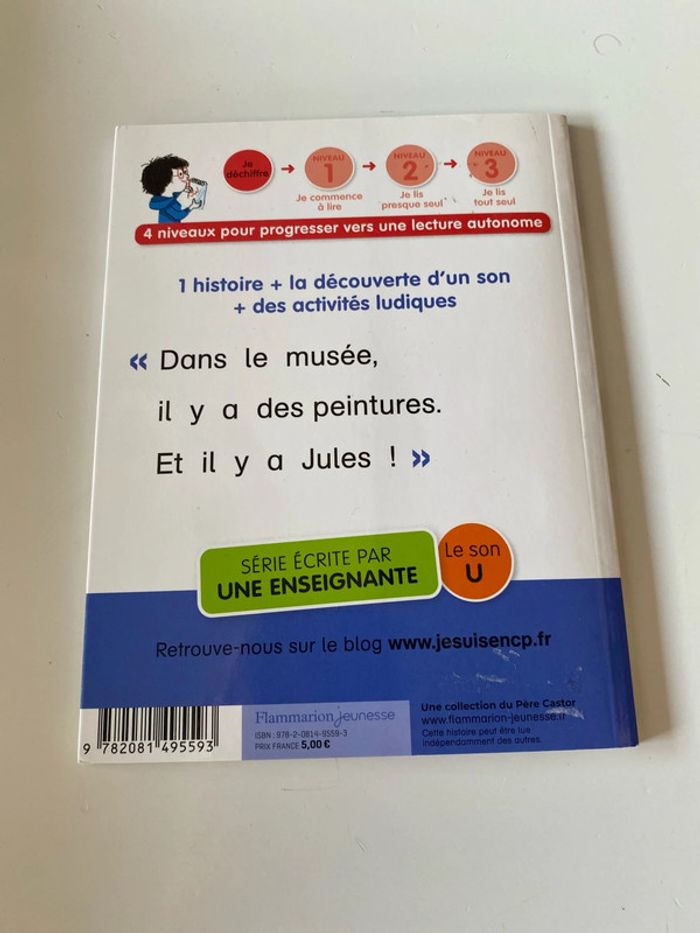 Je
déchiffre
NIVEAU
1
Je commence
à lire
NIVEAU
2
Je lis
presque seul
NIVEAU
3
Je lis
tout seul
4 niveaux pour progresser vers une lecture autonome
1 histoire + la découverte d'un son
+ des activités ludiques
« Dans le musée,
il y a des peintures.
Et il y a Jules ! »
SÉRIE ÉCRITE PAR
UNE ENSEIGNANTE
Le son
U
Retrouve-nous sur le blog www.jesuisencp.fr
9 782081 495593
Flammarion jeunesse
ISBN : 978-2-0814-9559-3
PRIX FRANCE 5,00 €
Une collection du Père Castor
www.flammarion-jeunesse.fr
Cette histoire peut être lue
indépendamment des autres.